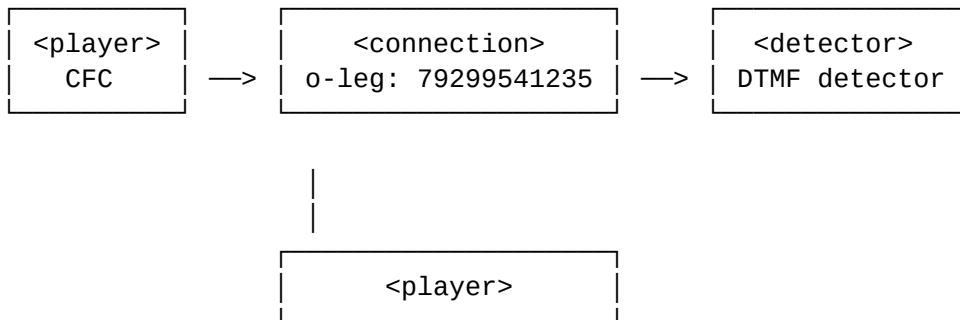 <player> <connection> <detector>
CFC —> o-leg: 79299541235 —> DTMF detector
<player>